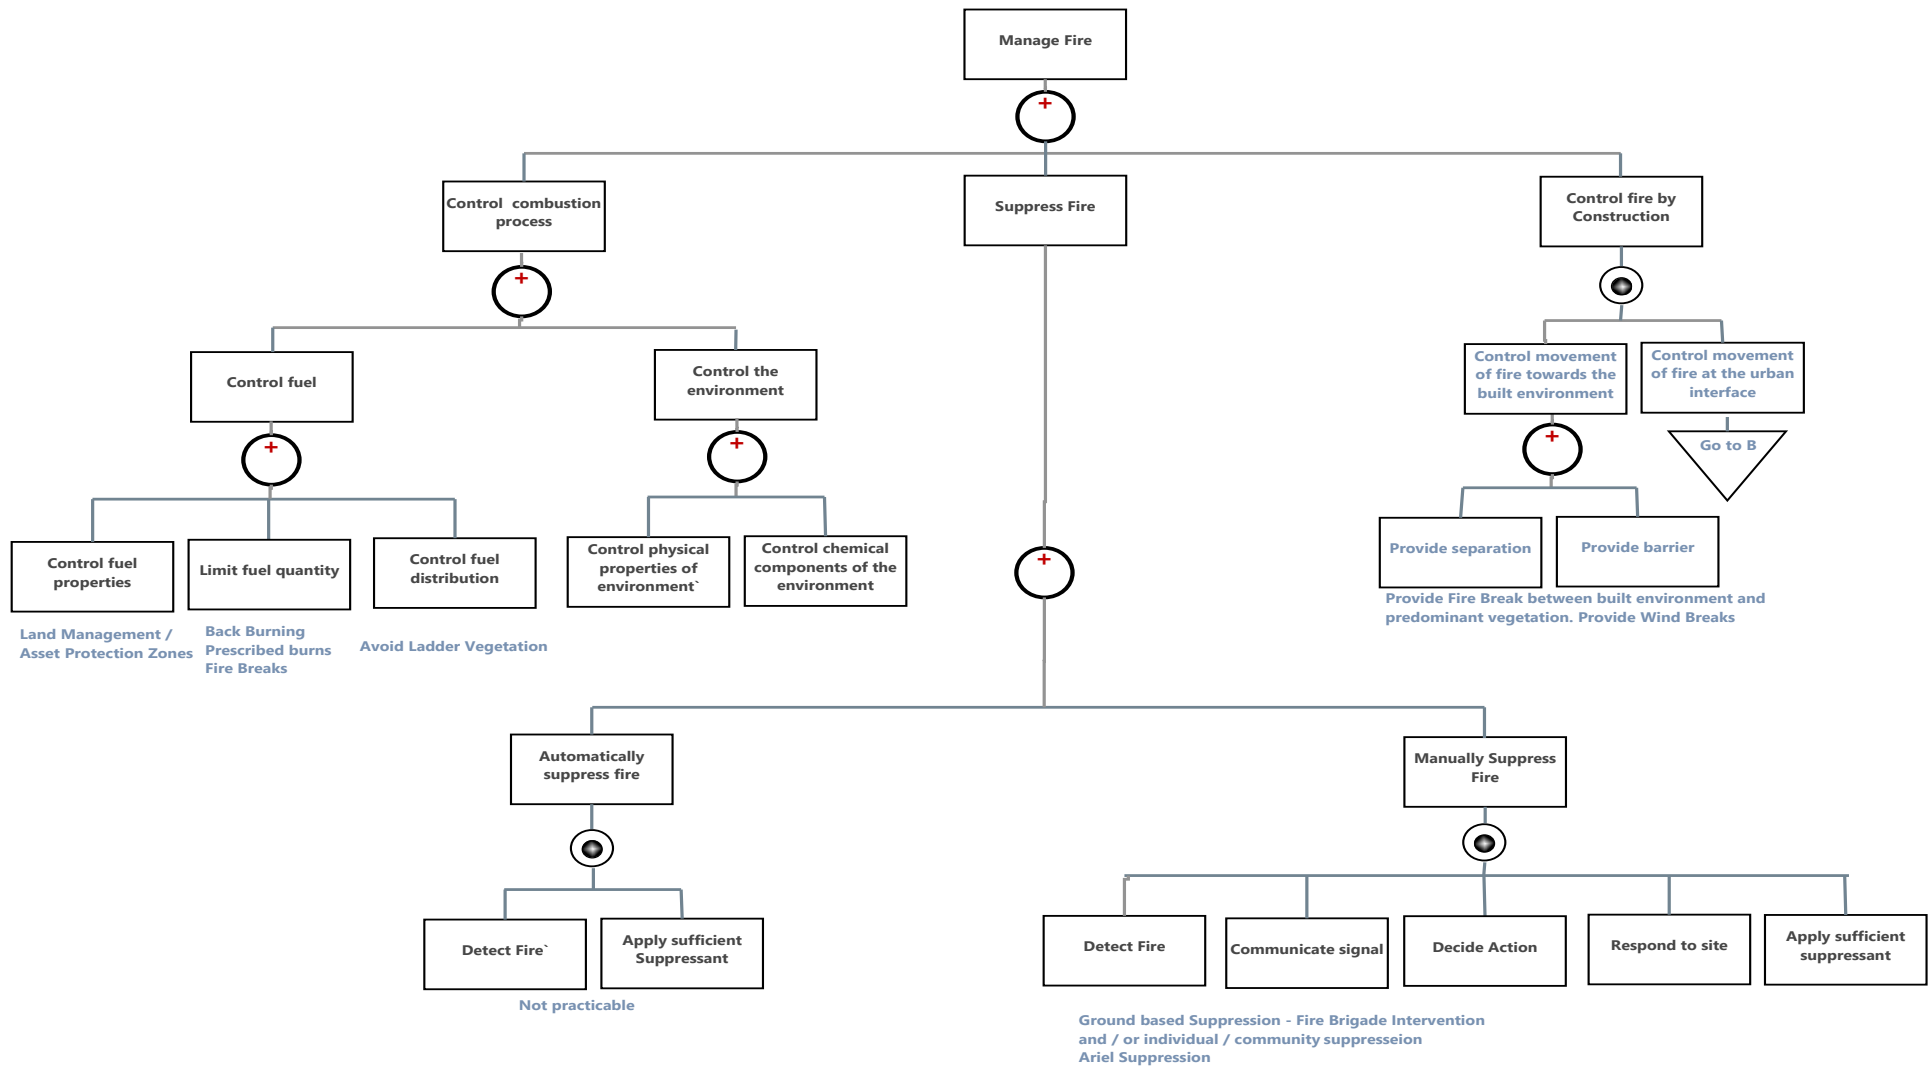 Manage Fire
+
Control combustion
process
Suppress Fire
Control fire by
Construction
+
Control fuel
Control the
environment
Control movement
of fire towards the
built environment
Control movement
of fire at the urban
interface
+
+
+
Go to B
Control fuel
properties
Limit fuel quantity
Control fuel
distribution
Control physical
properties of
environment`
Control chemical
components of the
environment
+
Provide separation
Provide barrier
Land Management /
Asset Protection Zones
Back Burning
Prescribed burns
Fire Breaks
Avoid Ladder Vegetation
Provide Fire Break between built environment and
predominant vegetation. Provide Wind Breaks
Automatically
suppress fire
Manually Suppress
Fire
Detect Fire`
Apply sufficient
Suppressant
Detect Fire
Communicate signal
Decide Action
Respond to site
Apply sufficient
suppressant
Not practicable
Ground based Suppression - Fire Brigade Intervention
and / or individual / community suppresseion
Ariel Suppression